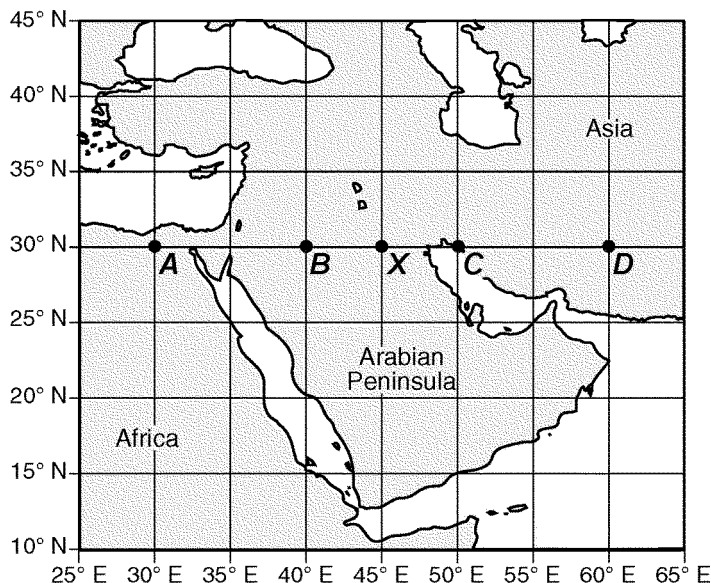 45° N
40° N
Asia
35° N
30° N
A
B
X
C
D
25° N
Arabian
Peninsula
20° N
Africa
15° N
10° N
25° E 30° E 35° E 40° E 45° E 50° E 55° E 60° E 65° E